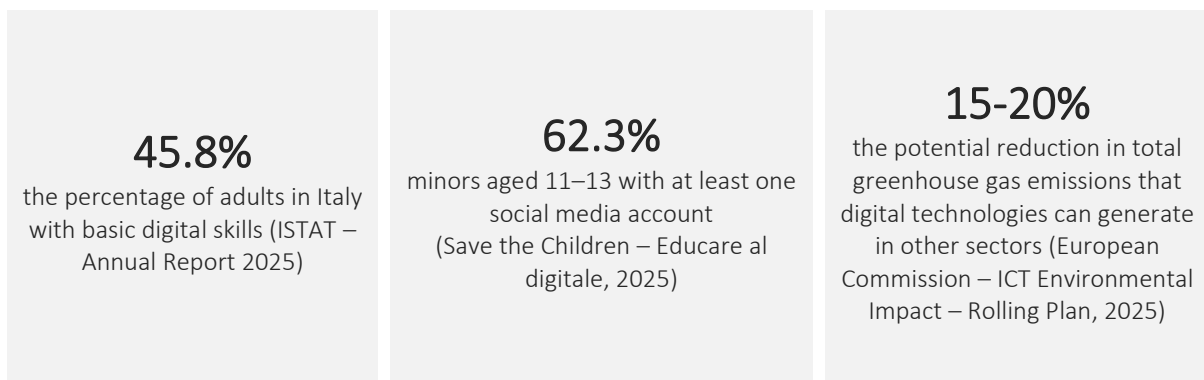 45.8%
the percentage of adults in Italy
with basic digital skills (ISTAT –
Annual Report 2025)
62.3%
minors aged 11–13 with at least one
social media account
(Save the Children – Educare al
digitale, 2025)
15-20%
the potential reduction in total
greenhouse gas emissions that
digital technologies can generate
in other sectors (European
Commission – ICT Environmental
Impact – Rolling Plan, 2025)